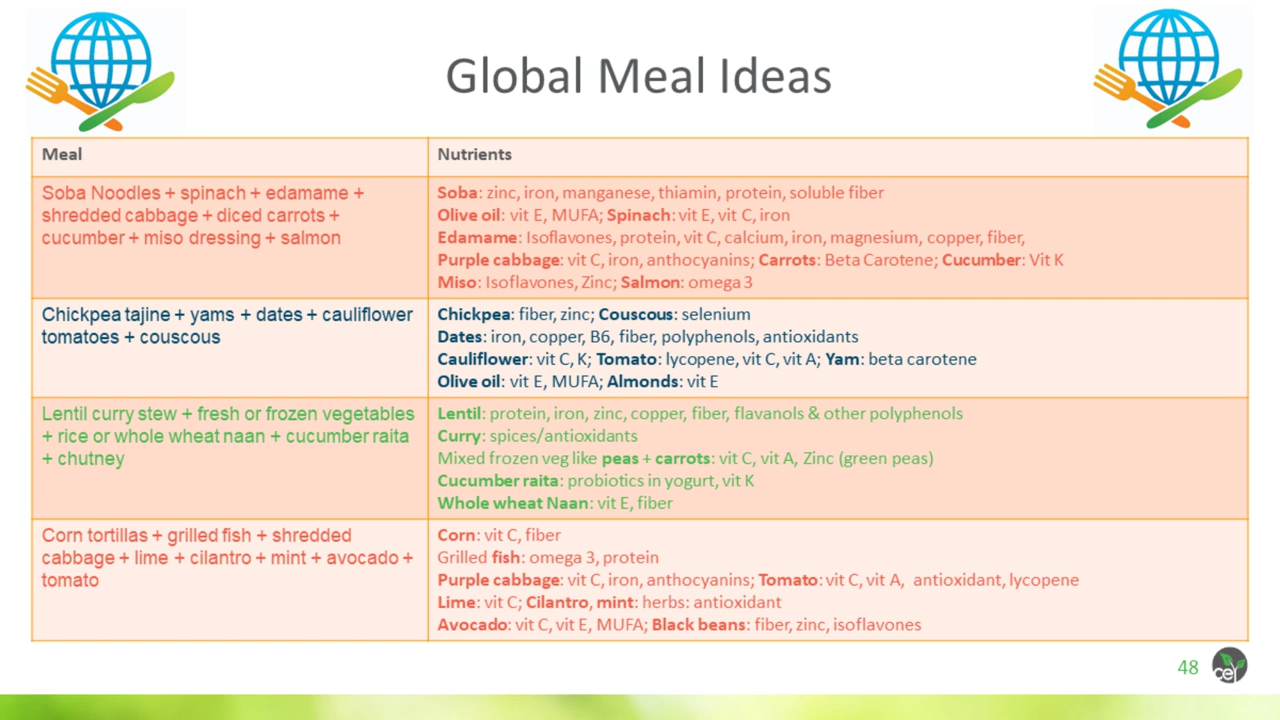 Global Meal Ideas
Meal
Nutrients
Soba Noodles + spinach + edamame +
shredded cabbage + diced carrots +
cucumber + miso dressing + salmon
Soba: zinc, iron, manganese, thiamin, protein, soluble fiber
Olive oil: vit E, MUFA; Spinach: vit E, vit C, iron
Edamame: Isoflavones, protein, vit C, calcium, iron, magnesium, copper, fiber,
Purple cabbage: vit C, iron, anthocyanins; Carrots: Beta Carotene; Cucumber: Vit K
Miso: Isoflavones, Zinc; Salmon: omega 3
Chickpea tajine + yams + dates + cauliflower
tomatoes + couscous
Chickpea: fiber, zinc; Couscous: selenium
Dates: iron, copper, B6, fiber, polyphenols, antioxidants
Cauliflower: vit C, K; Tomato: lycopene, vit C, vit A; Yam: beta carotene
Olive oil: vit E, MUFA; Almonds: vit E
Lentil curry stew + fresh or frozen vegetables
+ rice or whole wheat naan + cucumber raita
+ chutney
Lentil: protein, iron, zinc, copper, fiber, flavanols & other polyphenols
Curry: spices/antioxidants
Mixed frozen veg like peas + carrots: vit C, vit A, Zinc (green peas)
Cucumber raita: probiotics in yogurt, vit K
Whole wheat Naan: vit E, fiber
Corn tortillas + grilled fish + shredded
cabbage + lime + cilantro + mint + avocado +
tomato
Corn: vit C, fiber
Grilled fish: omega 3, protein
Purple cabbage: vit C, iron, anthocyanins; Tomato: vit C, vit A, antioxidant, lycopene
Lime: vit C; Cilantro, mint: herbs: antioxidant
Avocado: vit C, vit E, MUFA; Black beans: fiber, zinc, isoflavones
48